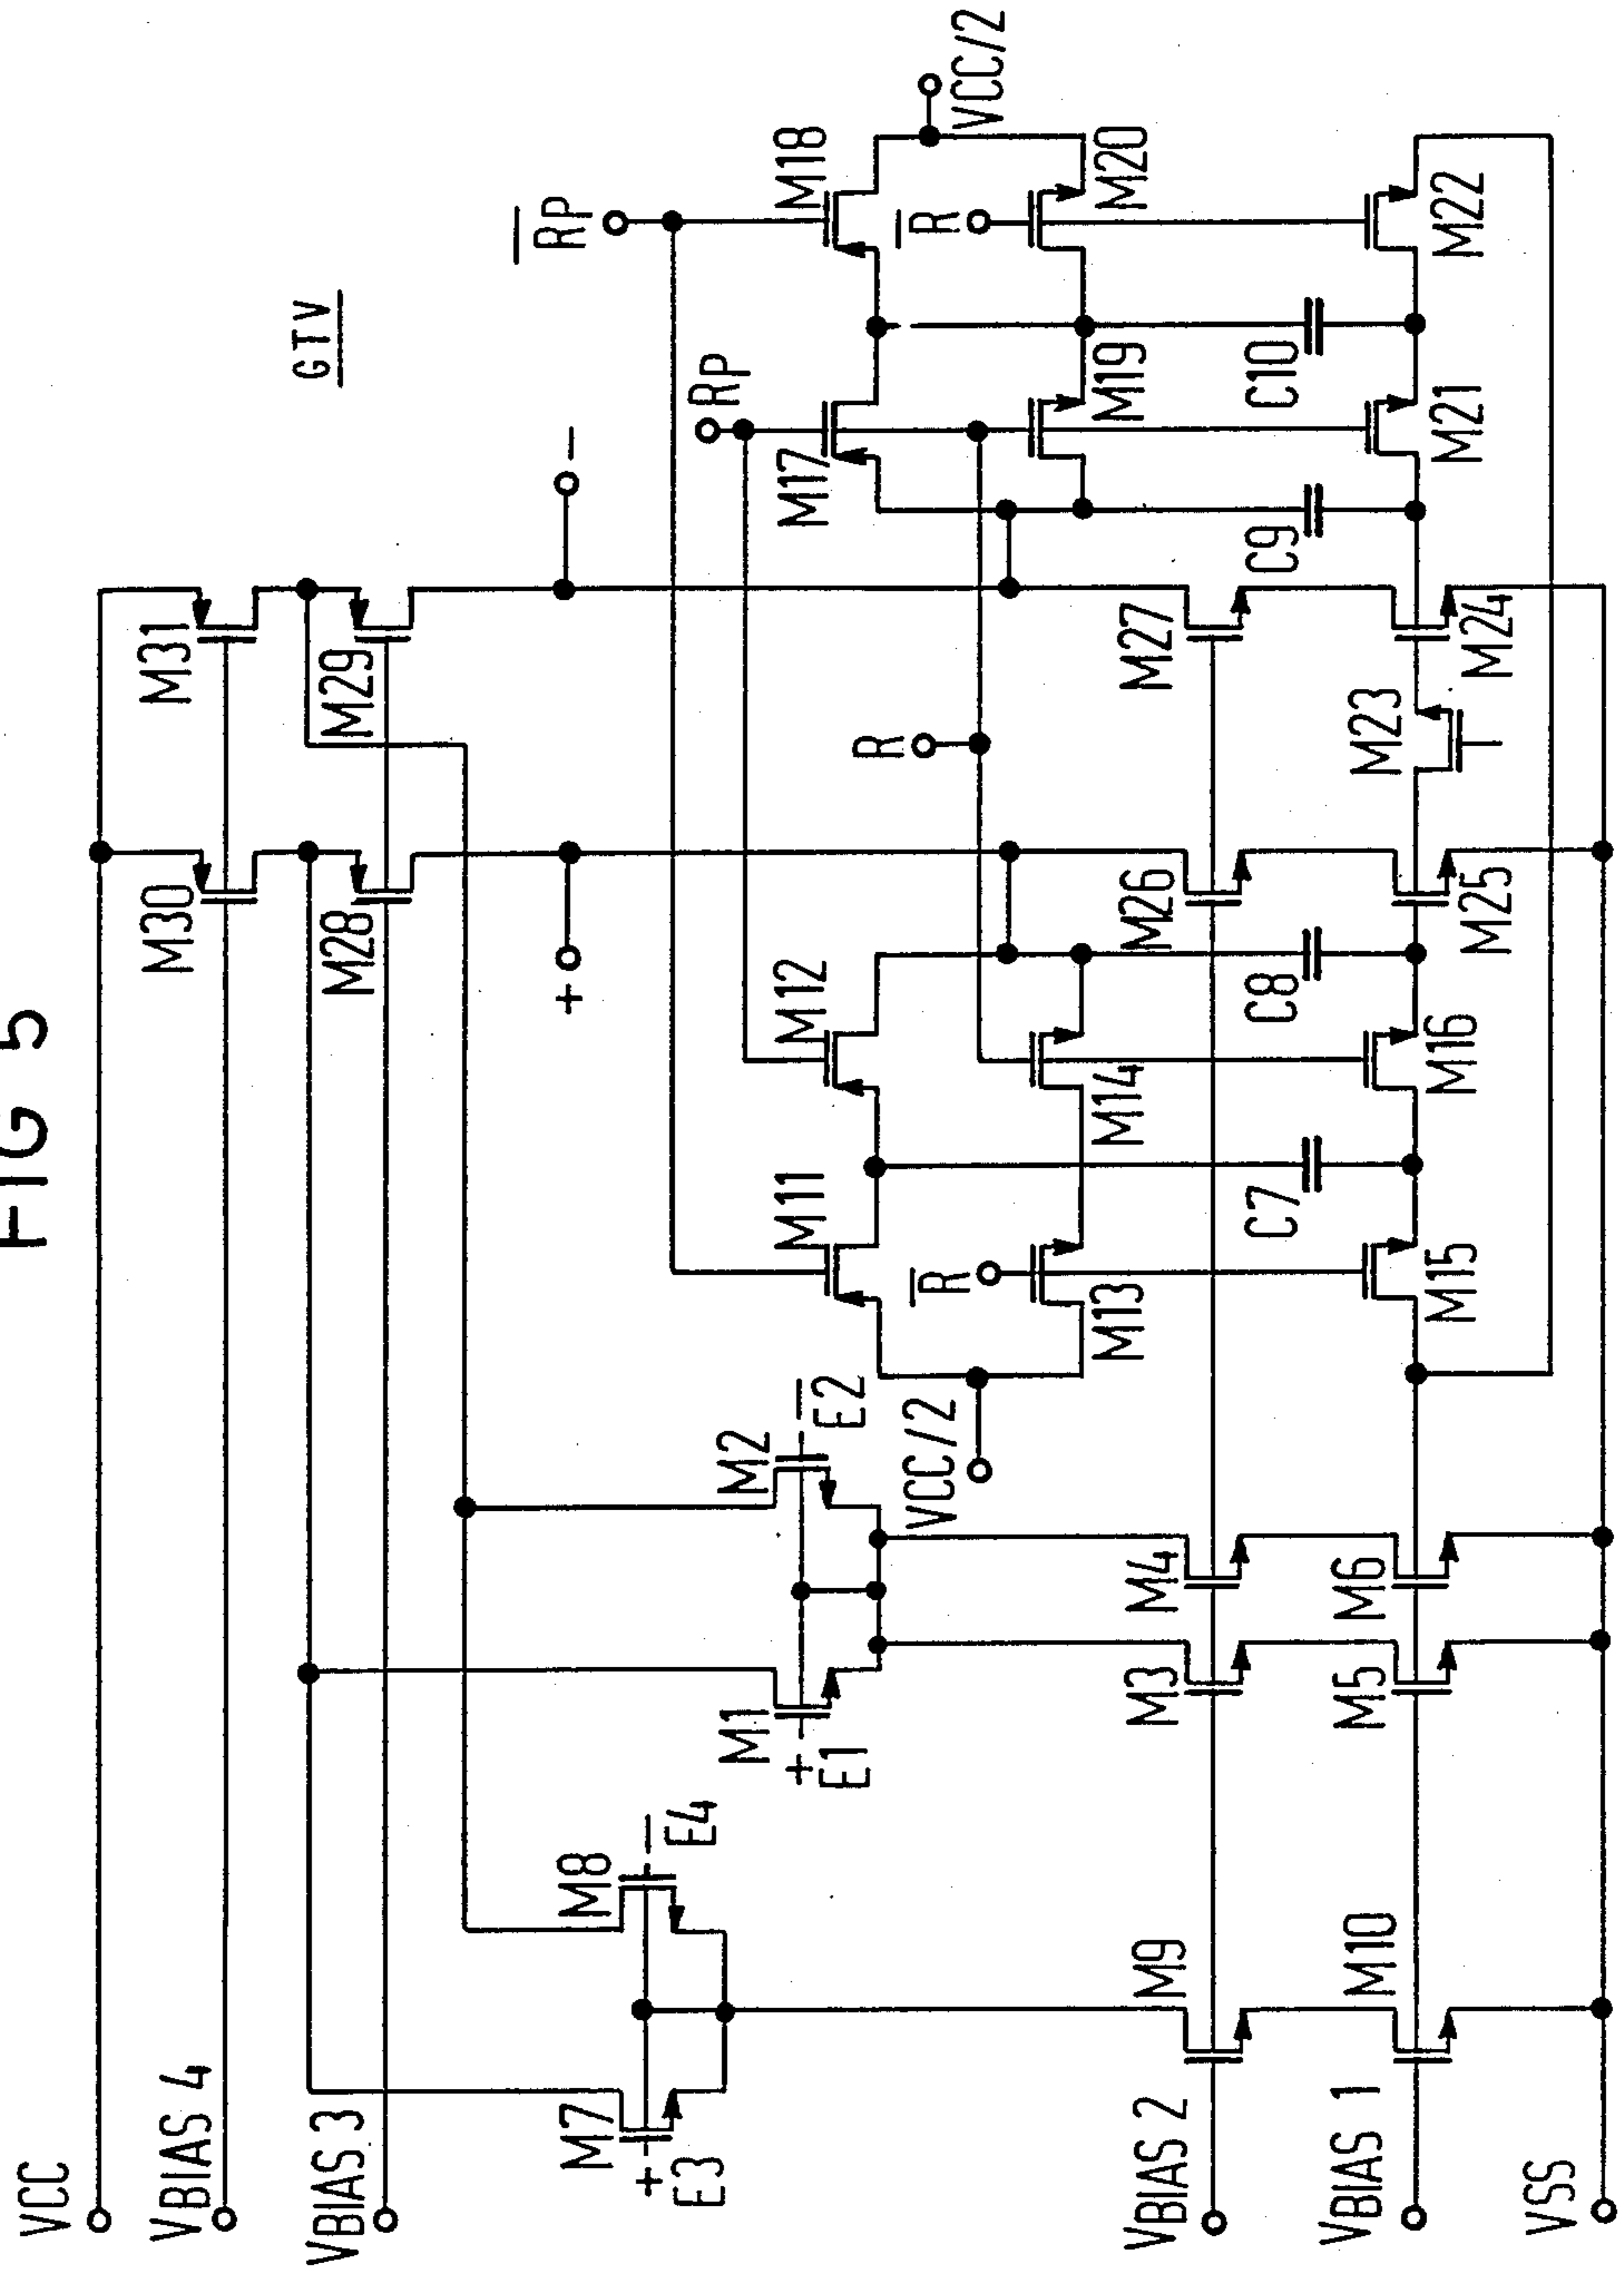 FIG 5
VCC
VBIAS 4
VBIAS 3
M30
M31
M28
M29
GTV
+
-
M7
M8
+
E3
-
E4
M1
M2
+
E1
-
E2
R̅P
RP
M11
M12
M17
M18
R
R̅
R̅
VCC/2
VCC/2
M13
M14
M19
M20
VBIAS 2
M9
M3
M4
M26
M27
C7
C8
C9
C10
VBIAS 1
M10
M5
M6
M15
M16
M25
M23
M24
M21
M22
VSS